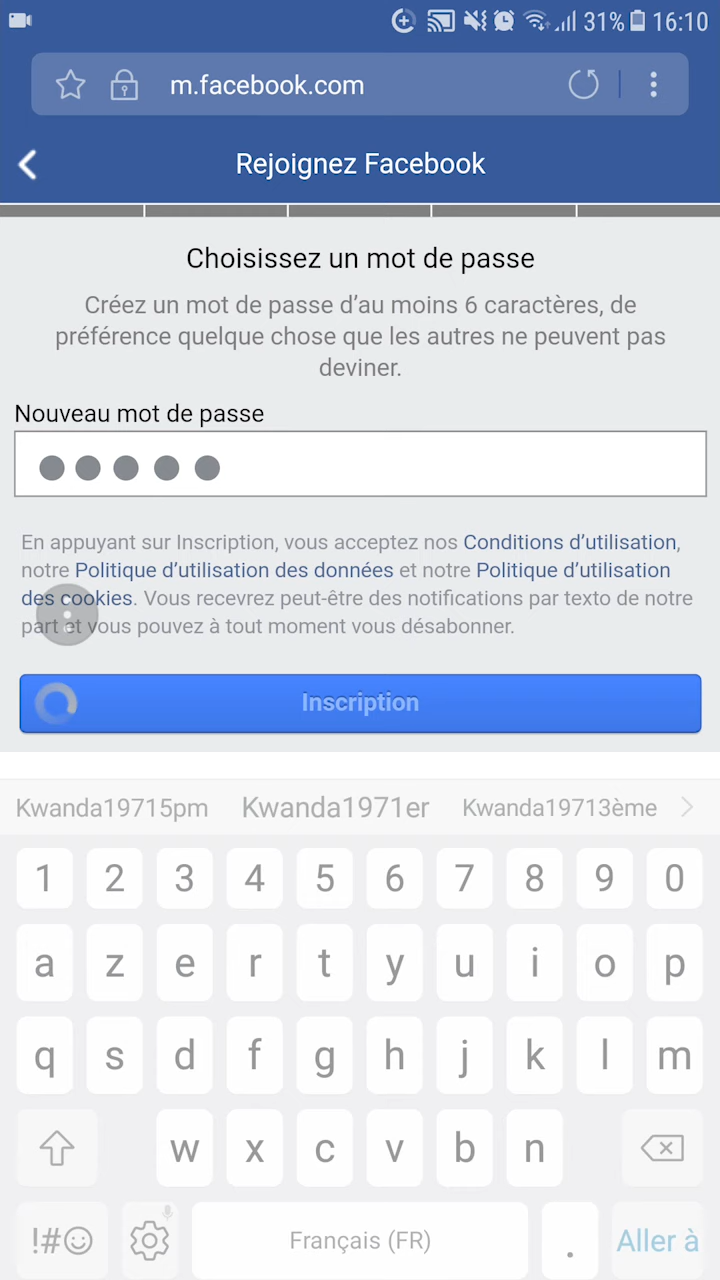 31% 16:10
m.facebook.com
Rejoignez Facebook
Choisissez un mot de passe
Créez un mot de passe d’au moins 6 caractères, de
préférence quelque chose que les autres ne peuvent pas
deviner.
Nouveau mot de passe
En appuyant sur Inscription, vous acceptez nos Conditions d’utilisation,
notre Politique d’utilisation des données et notre Politique d’utilisation
des cookies. Vous recevrez peut-être des notifications par texto de notre
part et vous pouvez à tout moment vous désabonner.
Inscription
Kwanda19715pm Kwanda1971er Kwanda19713ème
1 2 3 4 5 6 7 8 9 0
a z e r t y u i o p
q s d f g h j k l m
w x c v b n
!#☺ Français (FR) . Aller à